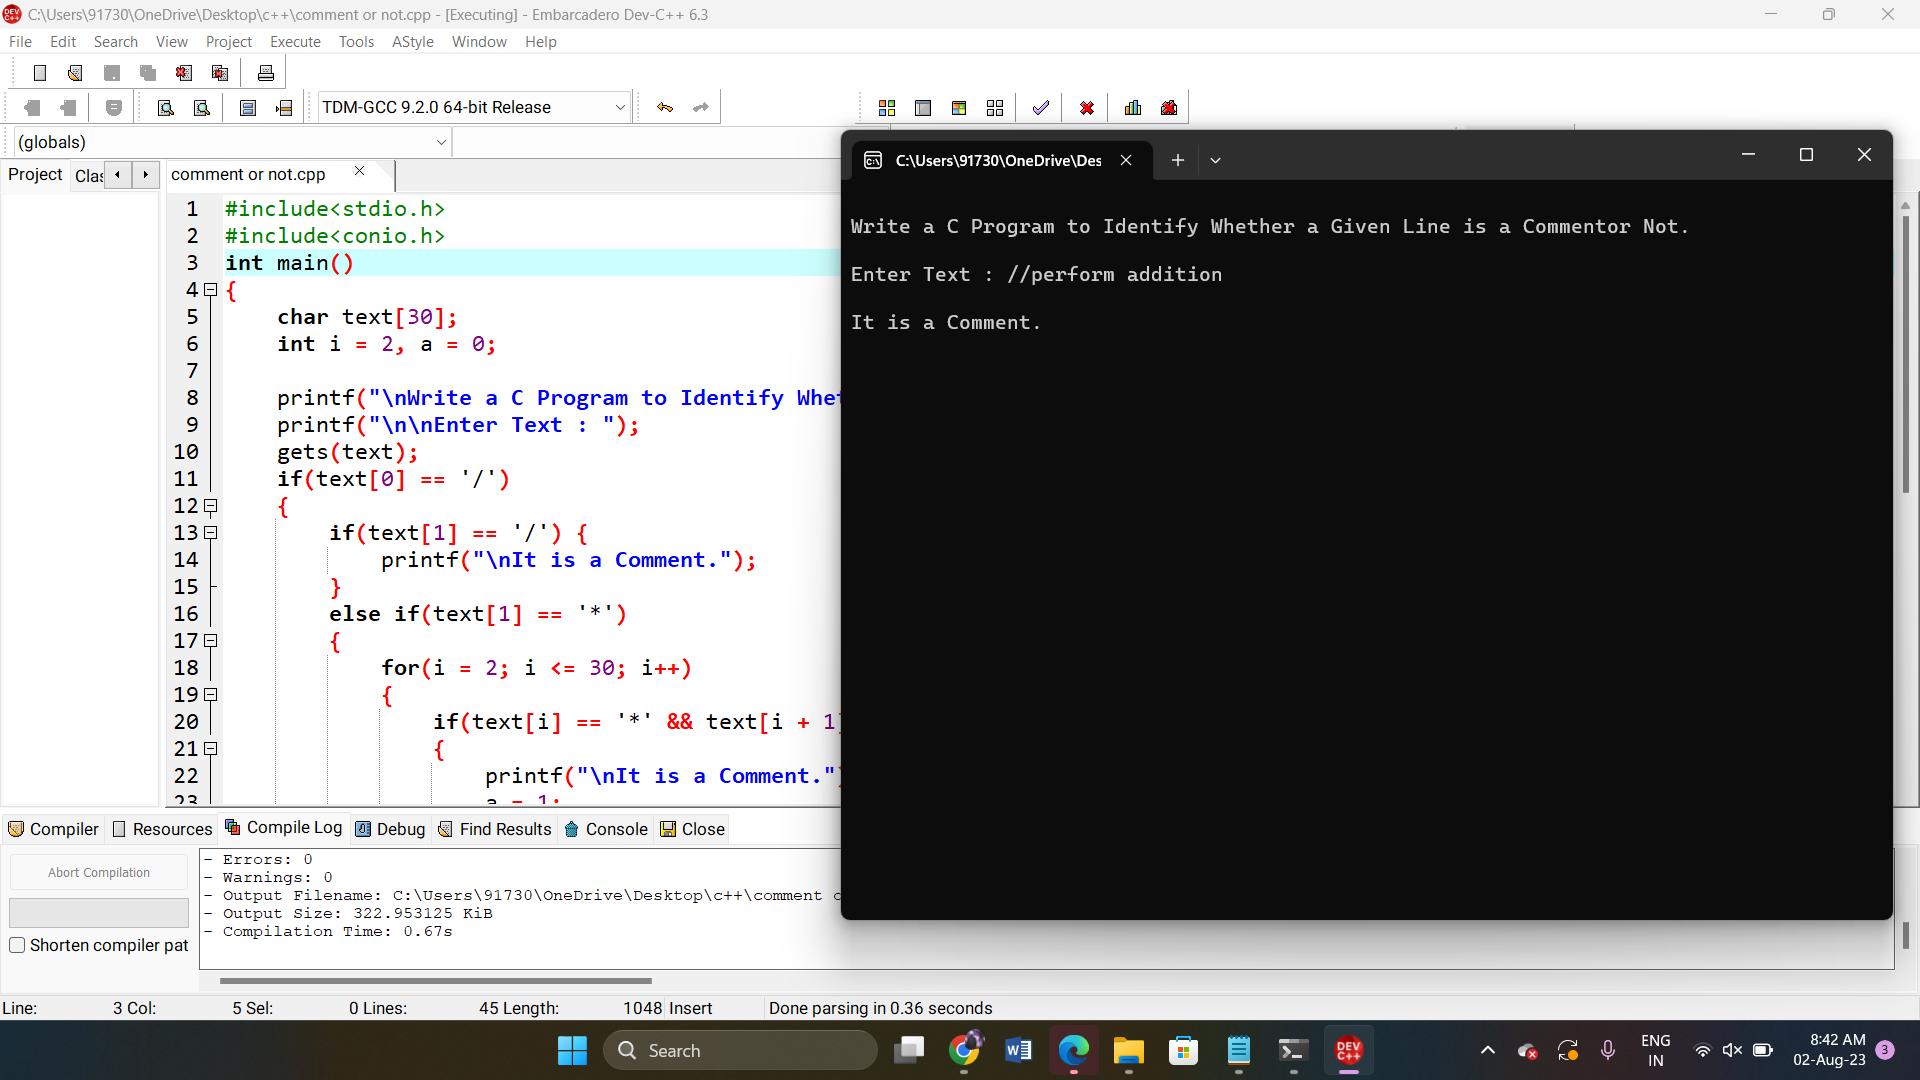 C:\Users\91730\OneDrive\Desktop\c++\comment or not.cpp - [Executing] - Embarcadero Dev-C++ 6.3
File Edit Search View Project Execute Tools AStyle Window Help
TDM-GCC 9.2.0 64-bit Release
(globals)
Project Clas
comment or not.cpp
1 #include<stdio.h>
2 #include<conio.h>
3 int main()
4 {
5 char text[30];
6 int i = 2, a = 0;
7
8 printf("\nWrite a C Program to Identify Whet
9 printf("\n\nEnter Text : ");
10 gets(text);
11 if(text[0] == '/')
12 {
13 if(text[1] == '/') {
14 printf("\nIt is a Comment.");
15 }
16 else if(text[1] == '*')
17 {
18 for(i = 2; i <= 30; i++)
19 {
20 if(text[i] == '*' && text[i + 1]
21 {
22 printf("\nIt is a Comment.")
23 a = 1;
C:\Users\91730\OneDrive\Des
Write a C Program to Identify Whether a Given Line is a Commentor Not.
Enter Text : //perform addition
It is a Comment.
Compiler Resources Compile Log Debug Find Results Console Close
Abort Compilation
Shorten compiler pat
- Errors: 0
- Warnings: 0
- Output Filename: C:\Users\91730\OneDrive\Desktop\c++\comment o
- Output Size: 322.953125 KiB
- Compilation Time: 0.67s
Line: 3 Col: 5 Sel: 0 Lines: 45 Length: 1048 Insert Done parsing in 0.36 seconds
Search
DEV C++
ENG
IN
8:42 AM
02-Aug-23
3